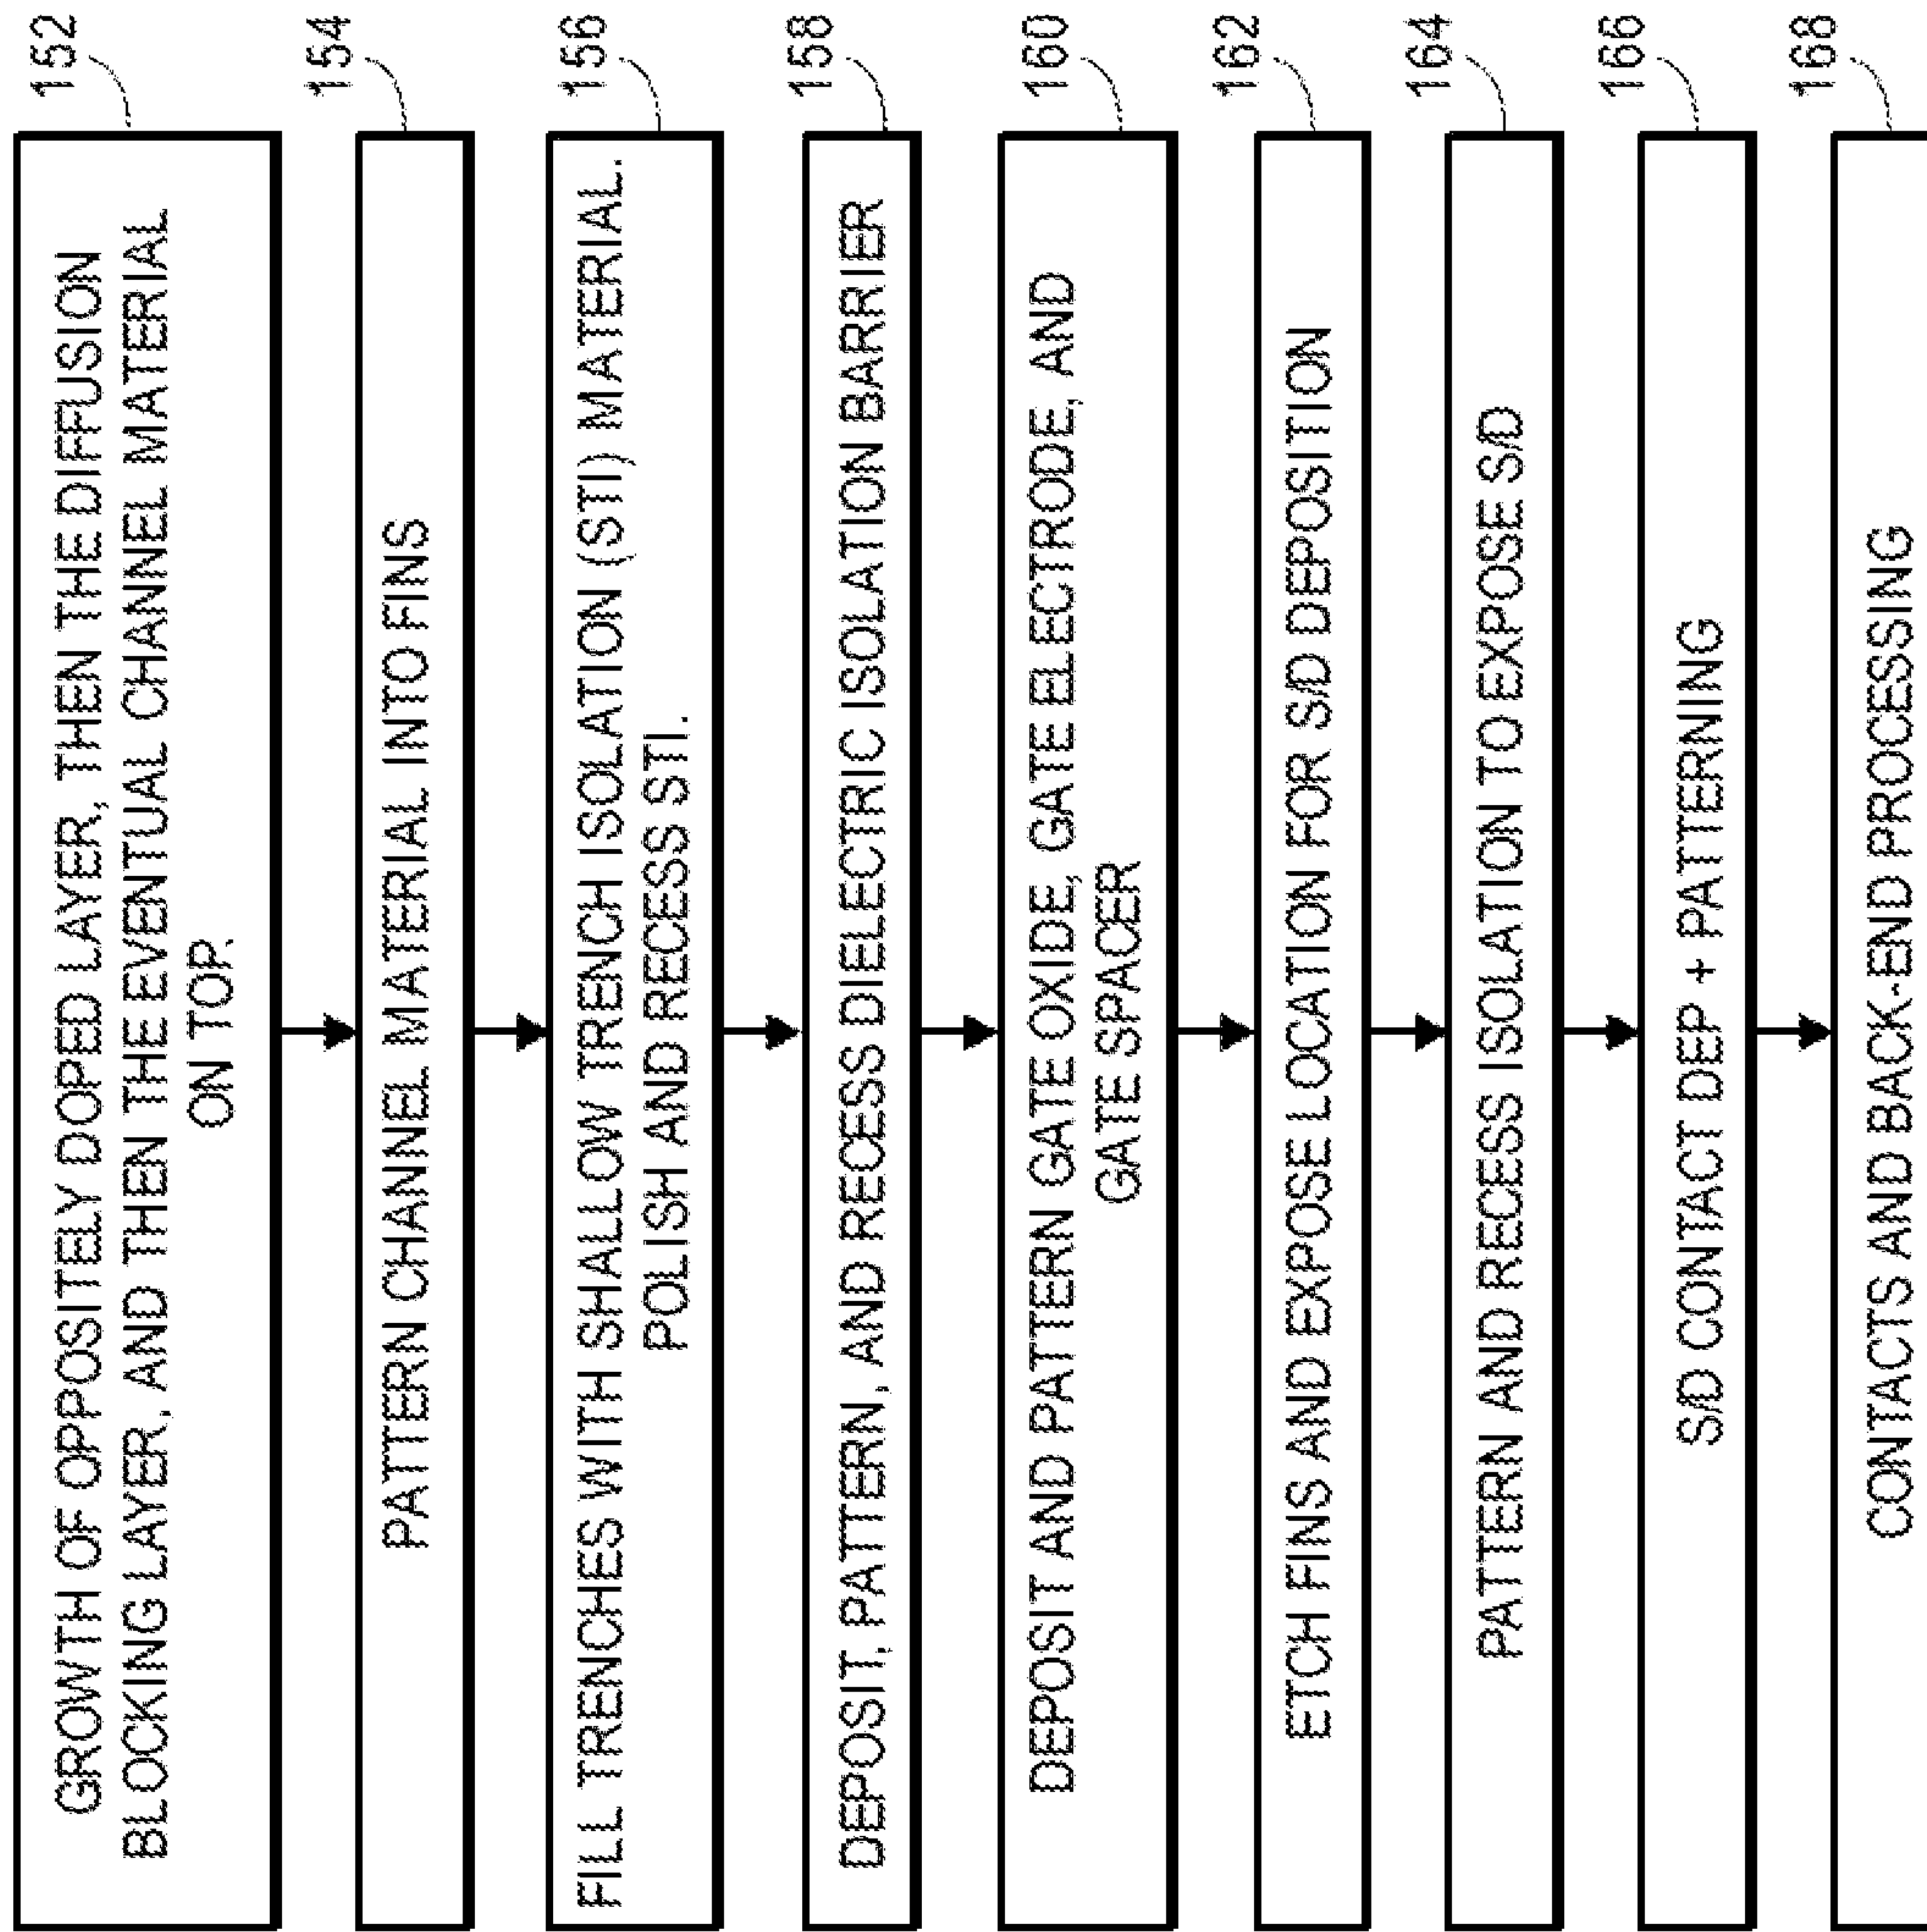 GROWTH OF OPPOSITELY DOPED LAYER, THEN THE DIFFUSION
BLOCKING LAYER, AND THEN THE EVENTUAL CHANNEL MATERIAL
ON TOP.
152
PATTERN CHANNEL MATERIAL INTO FINS
154
FILL TRENCHES WITH SHALLOW TRENCH ISOLATION (STI) MATERIAL.
POLISH AND RECESS STI.
156
DEPOSIT, PATTERN, AND RECESS DIELECTRIC ISOLATION BARRIER
158
DEPOSIT AND PATTERN GATE OXIDE, GATE ELECTRODE, AND
GATE SPACER
160
ETCH FINS AND EXPOSE LOCATION FOR S/D DEPOSITION
162
PATTERN AND RECESS ISOLATION TO EXPOSE S/D
164
S/D CONTACT DEP + PATTERNING
166
CONTACTS AND BACK-END PROCESSING
168